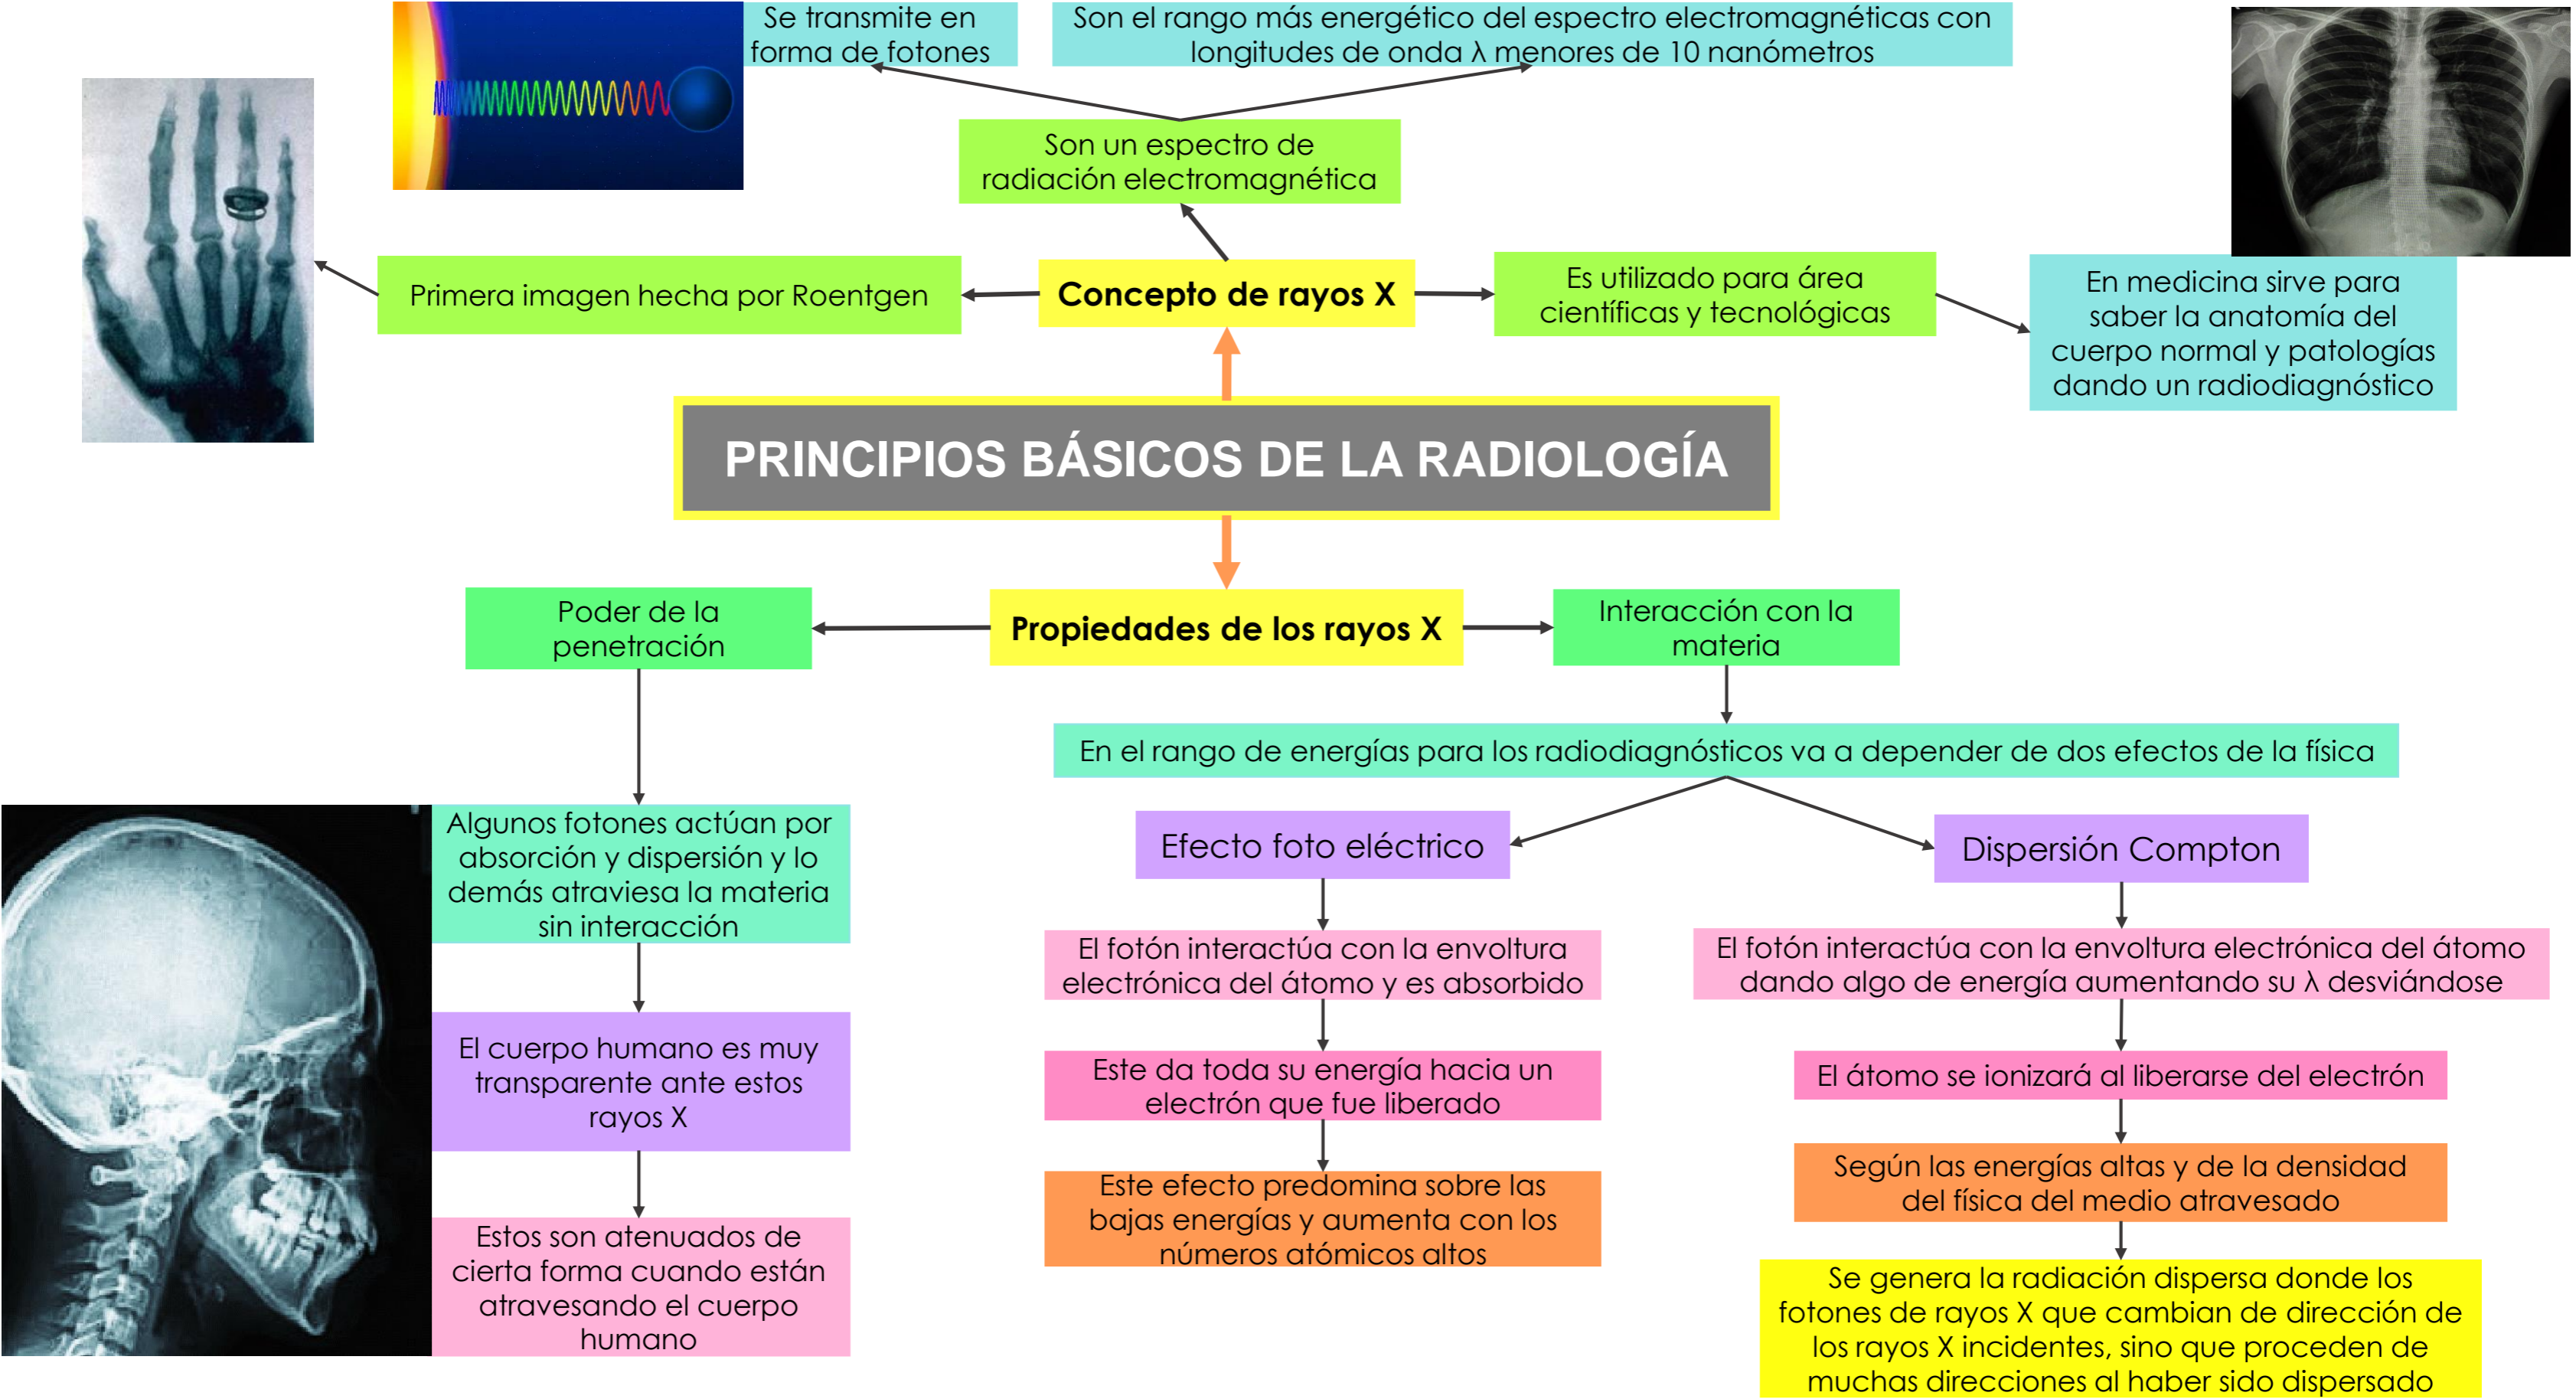 Se transmite en
forma de fotones
Son el rango más energético del espectro electromagnéticas con
longitudes de onda λ menores de 10 nanómetros
Son un espectro de
radiación electromagnética
Primera imagen hecha por Roentgen
Concepto de rayos X
Es utilizado para área
científicas y tecnológicas
En medicina sirve para
saber la anatomía del
cuerpo normal y patologías
dando un radiodiagnóstico
PRINCIPIOS BÁSICOS DE LA RADIOLOGÍA
Poder de la
penetración
Propiedades de los rayos X
Interacción con la
materia
En el rango de energías para los radiodiagnósticos va a depender de dos efectos de la física
Algunos fotones actúan por
absorción y dispersión y lo
demás atraviesa la materia
sin interacción
El cuerpo humano es muy
transparente ante estos
rayos X
Estos son atenuados de
cierta forma cuando están
atravesando el cuerpo
humano
Efecto foto eléctrico
El fotón interactúa con la envoltura
electrónica del átomo y es absorbido
Este da toda su energía hacia un
electrón que fue liberado
Este efecto predomina sobre las
bajas energías y aumenta con los
números atómicos altos
Dispersión Compton
El fotón interactúa con la envoltura electrónica del átomo
dando algo de energía aumentando su λ desviándose
El átomo se ionizará al liberarse del electrón
Según las energías altas y de la densidad
del física del medio atravesado
Se genera la radiación dispersa donde los
fotones de rayos X que cambian de dirección de
los rayos X incidentes, sino que proceden de
muchas direcciones al haber sido dispersado